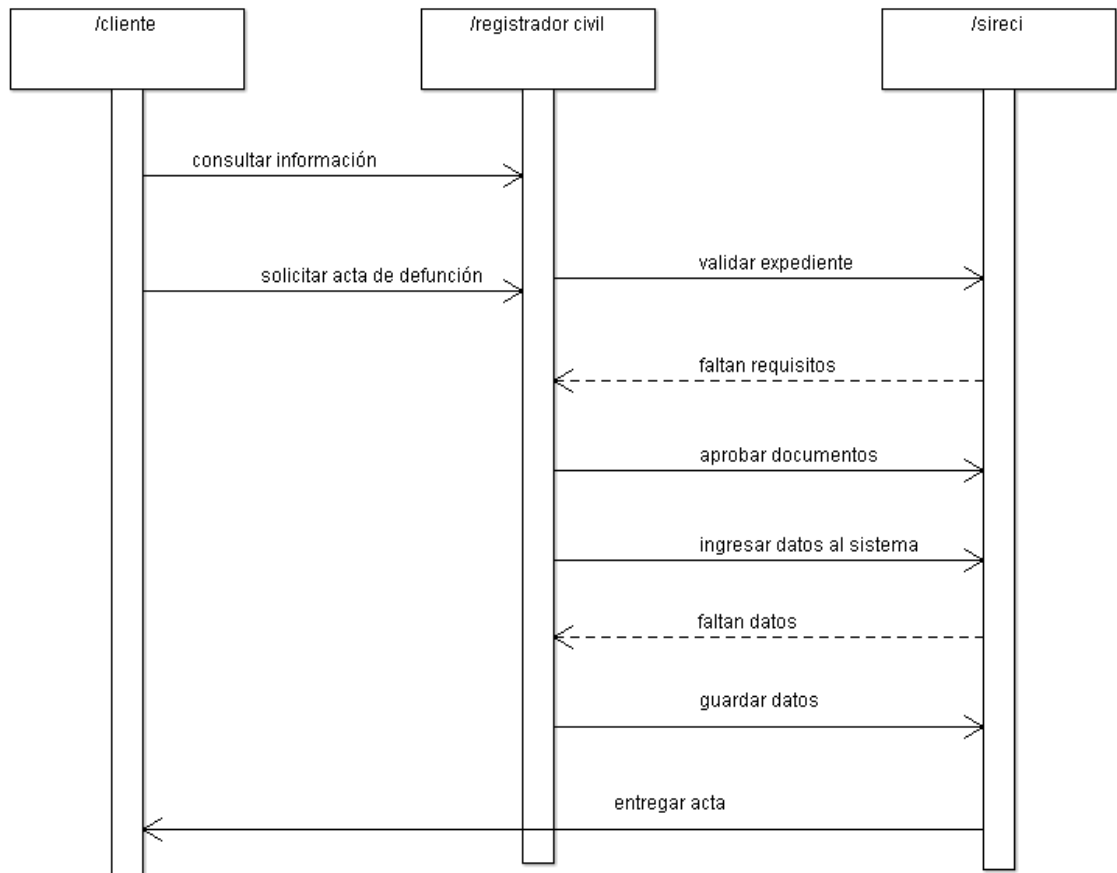 /cliente
/registrador civil
/sireci
consultar información
validar expediente
solicitar acta de defunción
faltan requisitos
aprobar documentos
ingresar datos al sistema
faltan datos
guardar datos
entregar acta